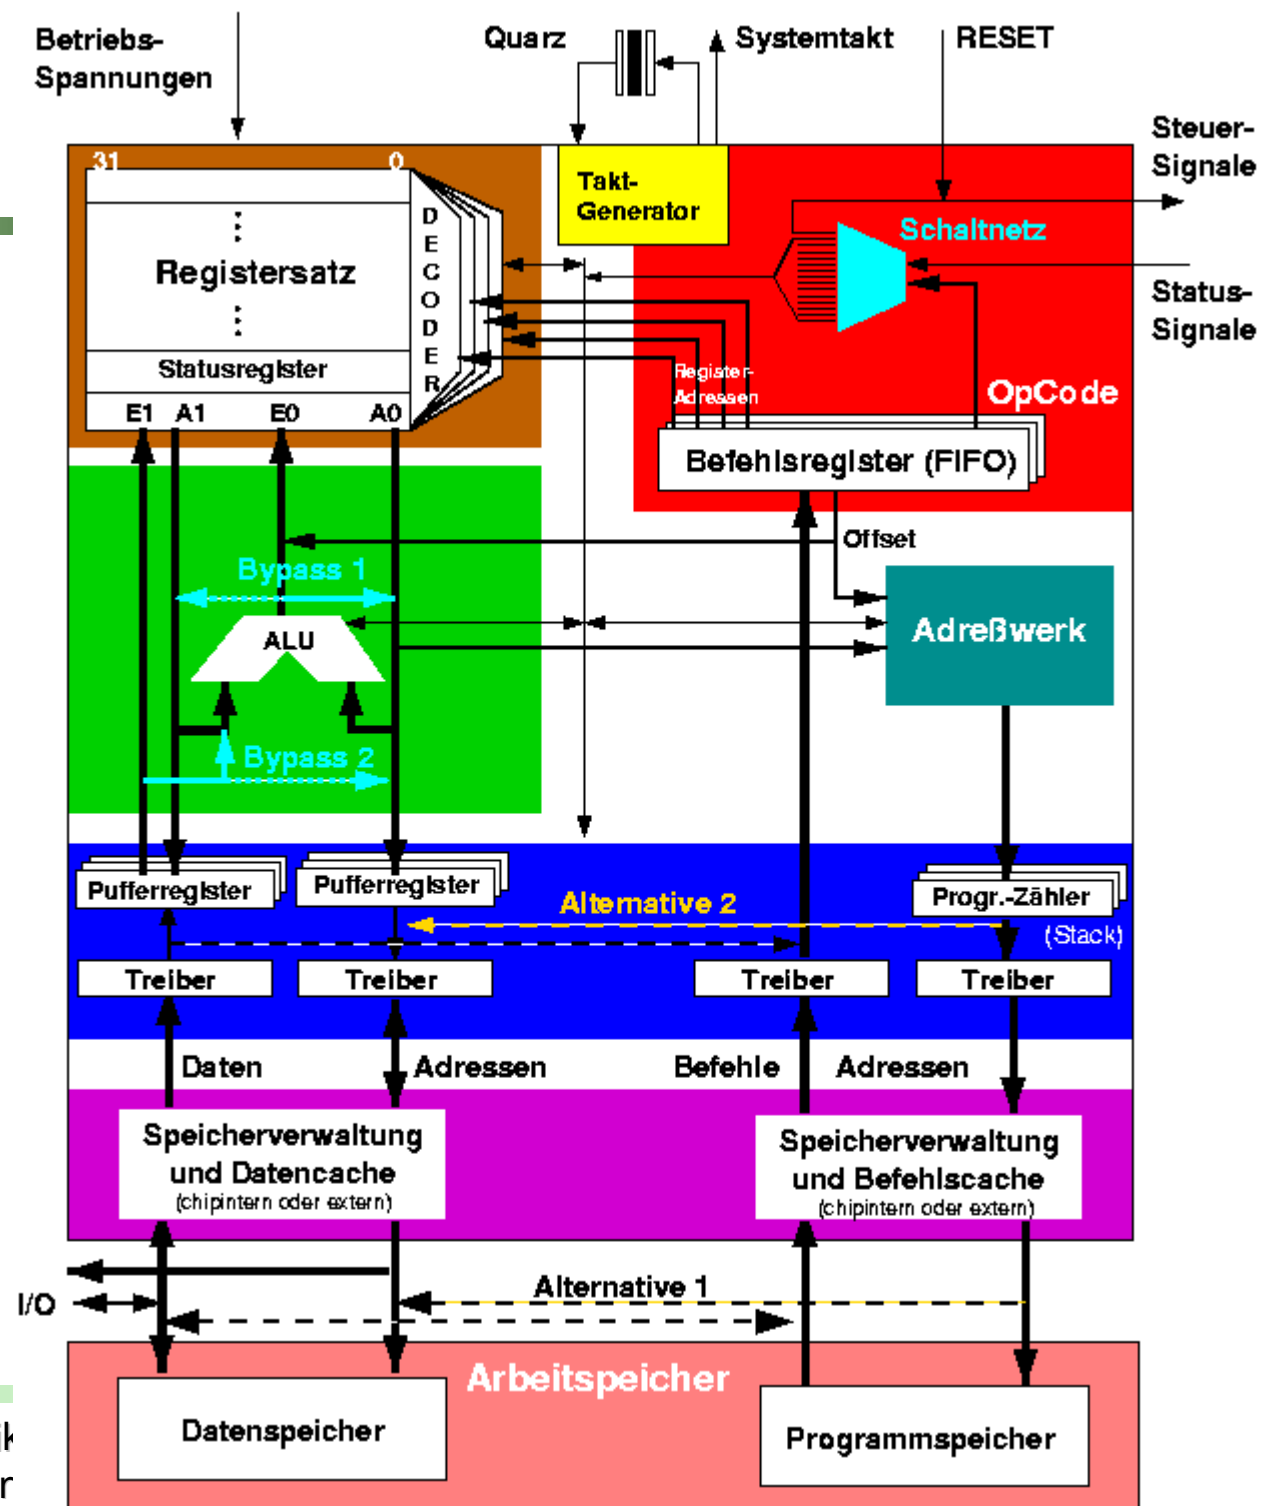 Betriebs-
Spannungen
Quarz
Systemtakt
RESET
Steuer-
Signale
31
0
Takt-
Generator
Schaltnetz
DECODER
Registersatz
Status-
Signale
Statusregister
Register-
Adressen
OpCode
E1 A1 E0 A0
Befehlsregister (FIFO)
Offset
Bypass 1
ALU
Adreßwerk
Bypass 2
Pufferregister
Pufferregister
Alternative 2
Progr.-Zähler
(Stack)
Treiber
Treiber
Treiber
Treiber
Daten
Adressen
Befehle
Adressen
Speicherverwaltung
und Datencache
(chipintern oder extern)
Speicherverwaltung
und Befehlscache
(chipintern oder extern)
Alternative 1
I/O
Arbeitspeicher
Datenspeicher
Programmspeicher